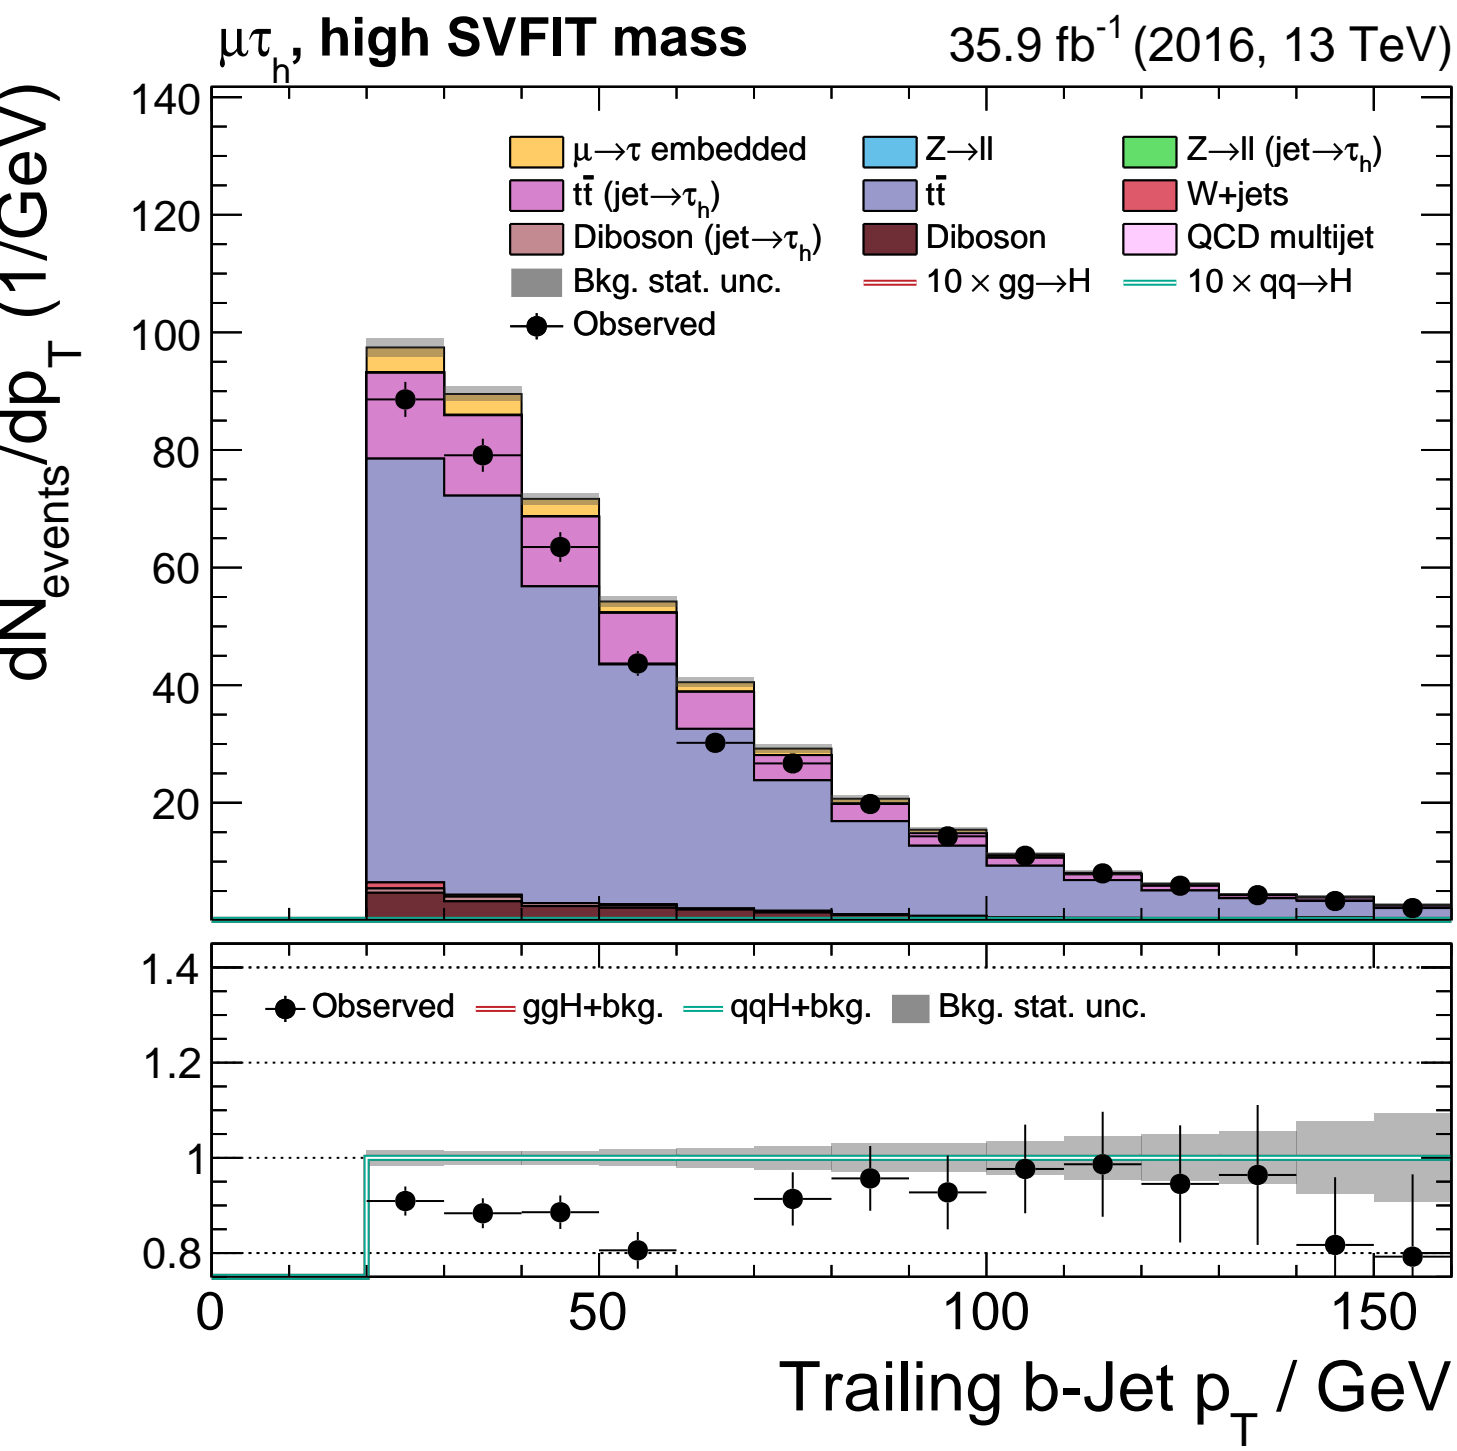 μτh, high SVFIT mass 35.9 fb-1 (2016, 13 TeV)
dNevents/dpT (1/GeV)
140
120
100
80
60
40
20
μ→τ embedded Z→ll Z→ll (jet→τh)
tt̄ (jet→τh) tt̄ W+jets
Diboson (jet→τh) Diboson QCD multijet
Bkg. stat. unc. 10 × gg→H 10 × qq→H
Observed
1.4
1.2
1
0.8
Observed ggH+bkg. qqH+bkg. Bkg. stat. unc.
0 50 100 150
Trailing b-Jet pT / GeV